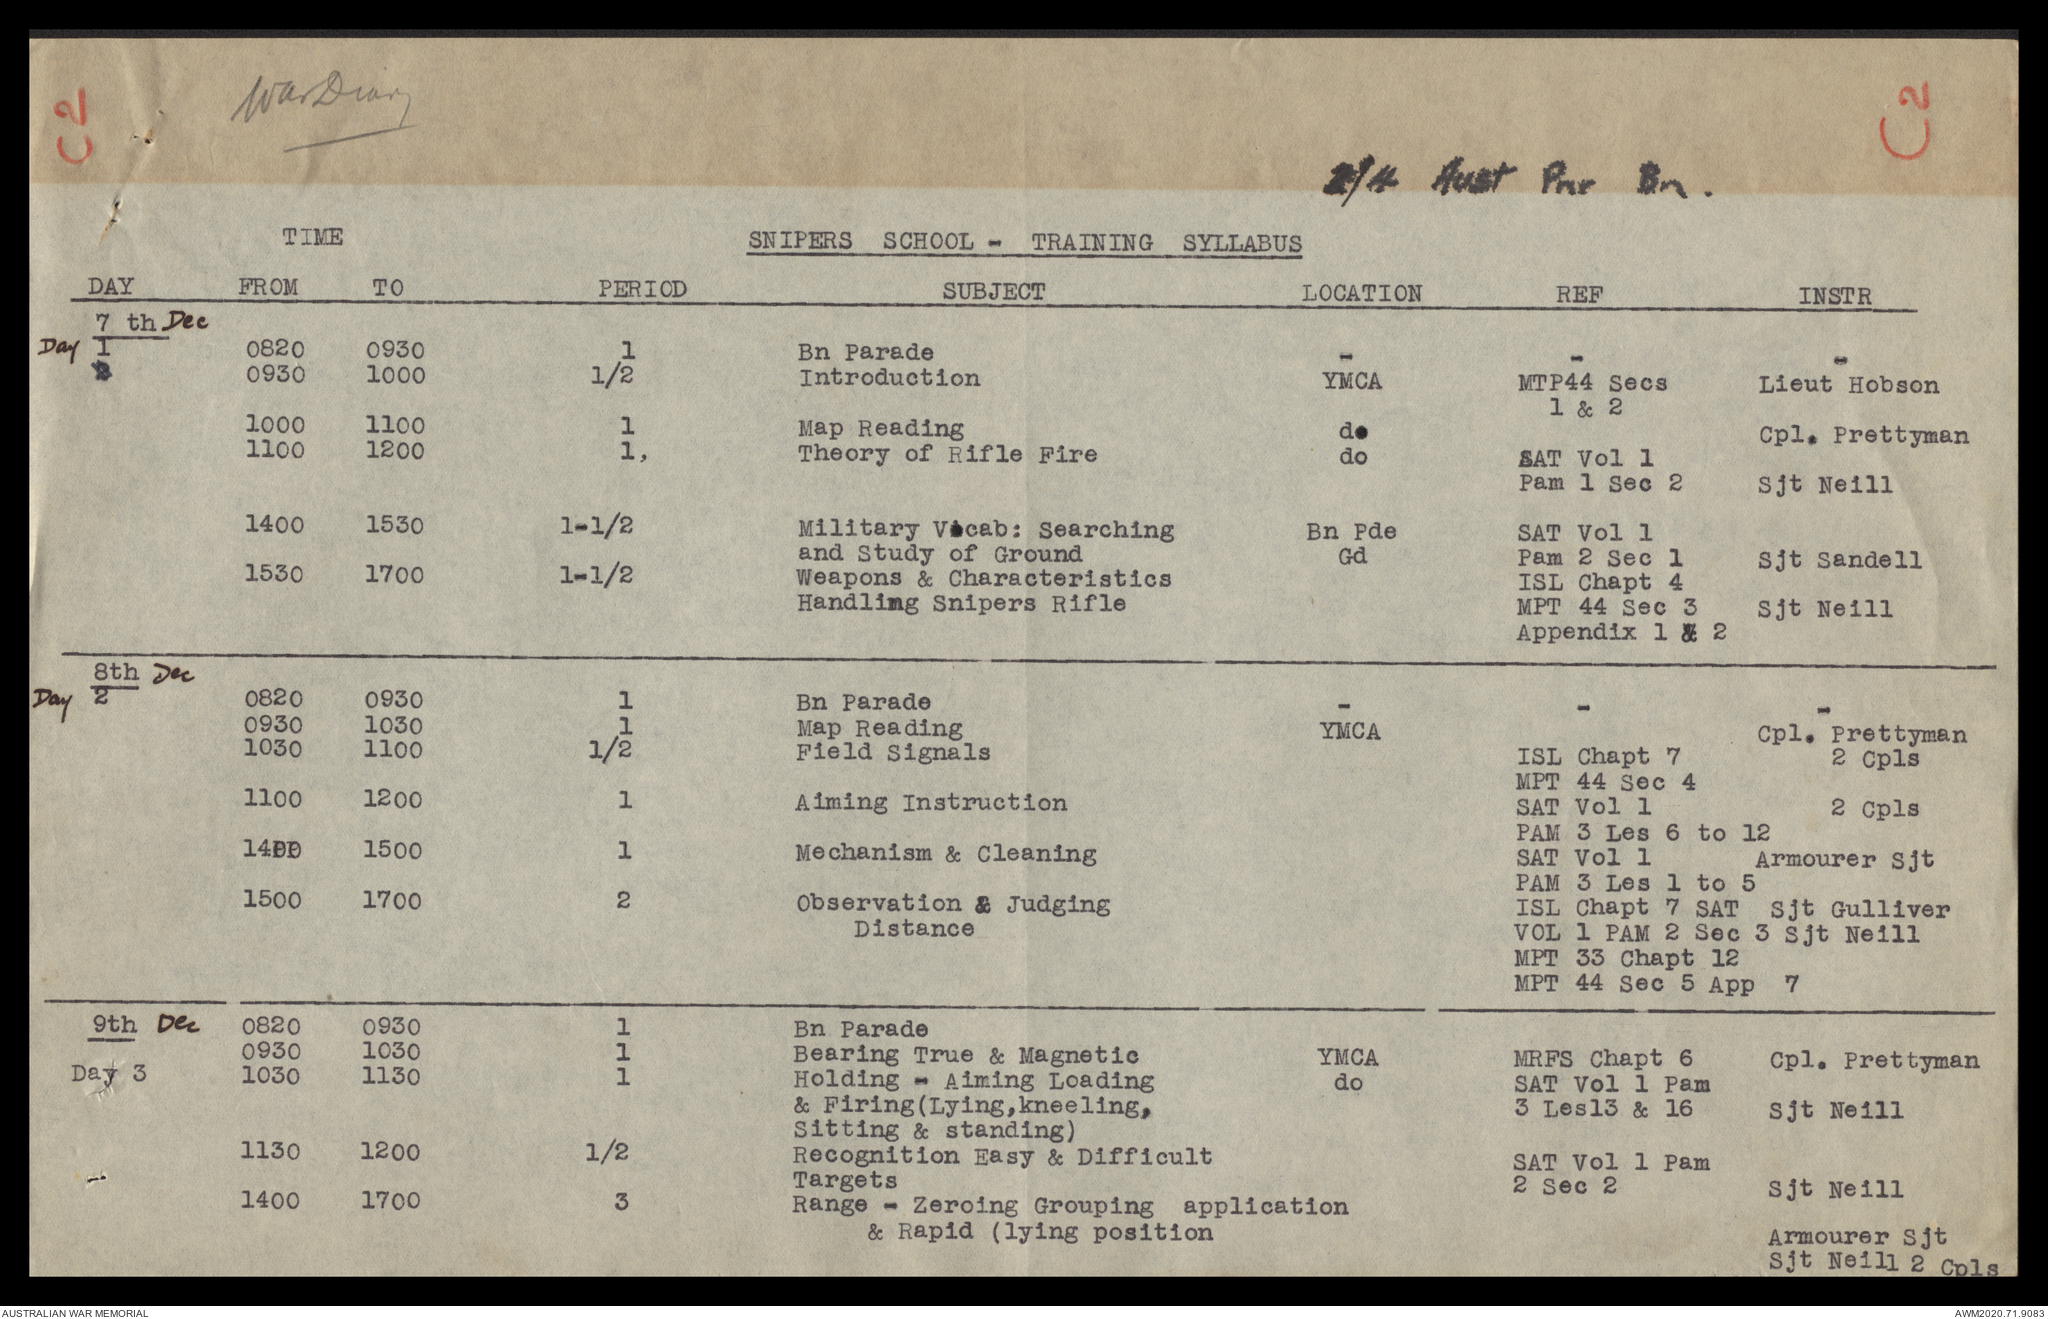 C2
War Diary
C2
2/4 Aust Pnr Bn.
TIME
SNIPERS SCHOOL - TRAINING SYLLABUS
DAY FROM TO PERIOD SUBJECT LOCATION REF INSTR
7 th Dec
Day 1 0820 0930 1 Bn Parade - - -
0930 1000 1/2 Introduction YMCA MTP44 Secs Lieut Hobson
1 & 2
1000 1100 1 Map Reading do Cpl. Prettyman
1100 1200 1, Theory of Rifle Fire do SAT Vol 1
Pam 1 Sec 2 Sjt Neill
1400 1530 1-1/2 Military Vocab: Searching Bn Pde SAT Vol 1
and Study of Ground Gd Pam 2 Sec 1 Sjt Sandell
1530 1700 1-1/2 Weapons & Characteristics ISL Chapt 4
Handling Snipers Rifle MPT 44 Sec 3 Sjt Neill
Appendix 1 & 2
8th Dec
Day 2 0820 0930 1 Bn Parade - - -
0930 1030 1 Map Reading YMCA Cpl. Prettyman
1030 1100 1/2 Field Signals ISL Chapt 7 2 Cpls
MPT 44 Sec 4
1100 1200 1 Aiming Instruction SAT Vol 1 2 Cpls
PAM 3 Les 6 to 12
1400 1500 1 Mechanism & Cleaning SAT Vol 1 Armourer Sjt
PAM 3 Les 1 to 5
1500 1700 2 Observation & Judging ISL Chapt 7 SAT Sjt Gulliver
Distance VOL 1 PAM 2 Sec 3 Sjt Neill
MPT 33 Chapt 12
MPT 44 Sec 5 App 7
9th Dec 0820 0930 1 Bn Parade
0930 1030 1 Bearing True & Magnetic YMCA MRFS Chapt 6 Cpl. Prettyman
Day 3 1030 1130 1 Holding - Aiming Loading do SAT Vol 1 Pam
& Firing(Lying,kneeling, 3 Les13 & 16 Sjt Neill
Sitting & standing)
1130 1200 1/2 Recognition Easy & Difficult SAT Vol 1 Pam
Targets 2 Sec 2 Sjt Neill
1400 1700 3 Range - Zeroing Grouping application
& Rapid (lying position Armourer Sjt
Sjt Neill 2 Cpls
AUSTRALIAN WAR MEMORIAL AWM2020.71.9083